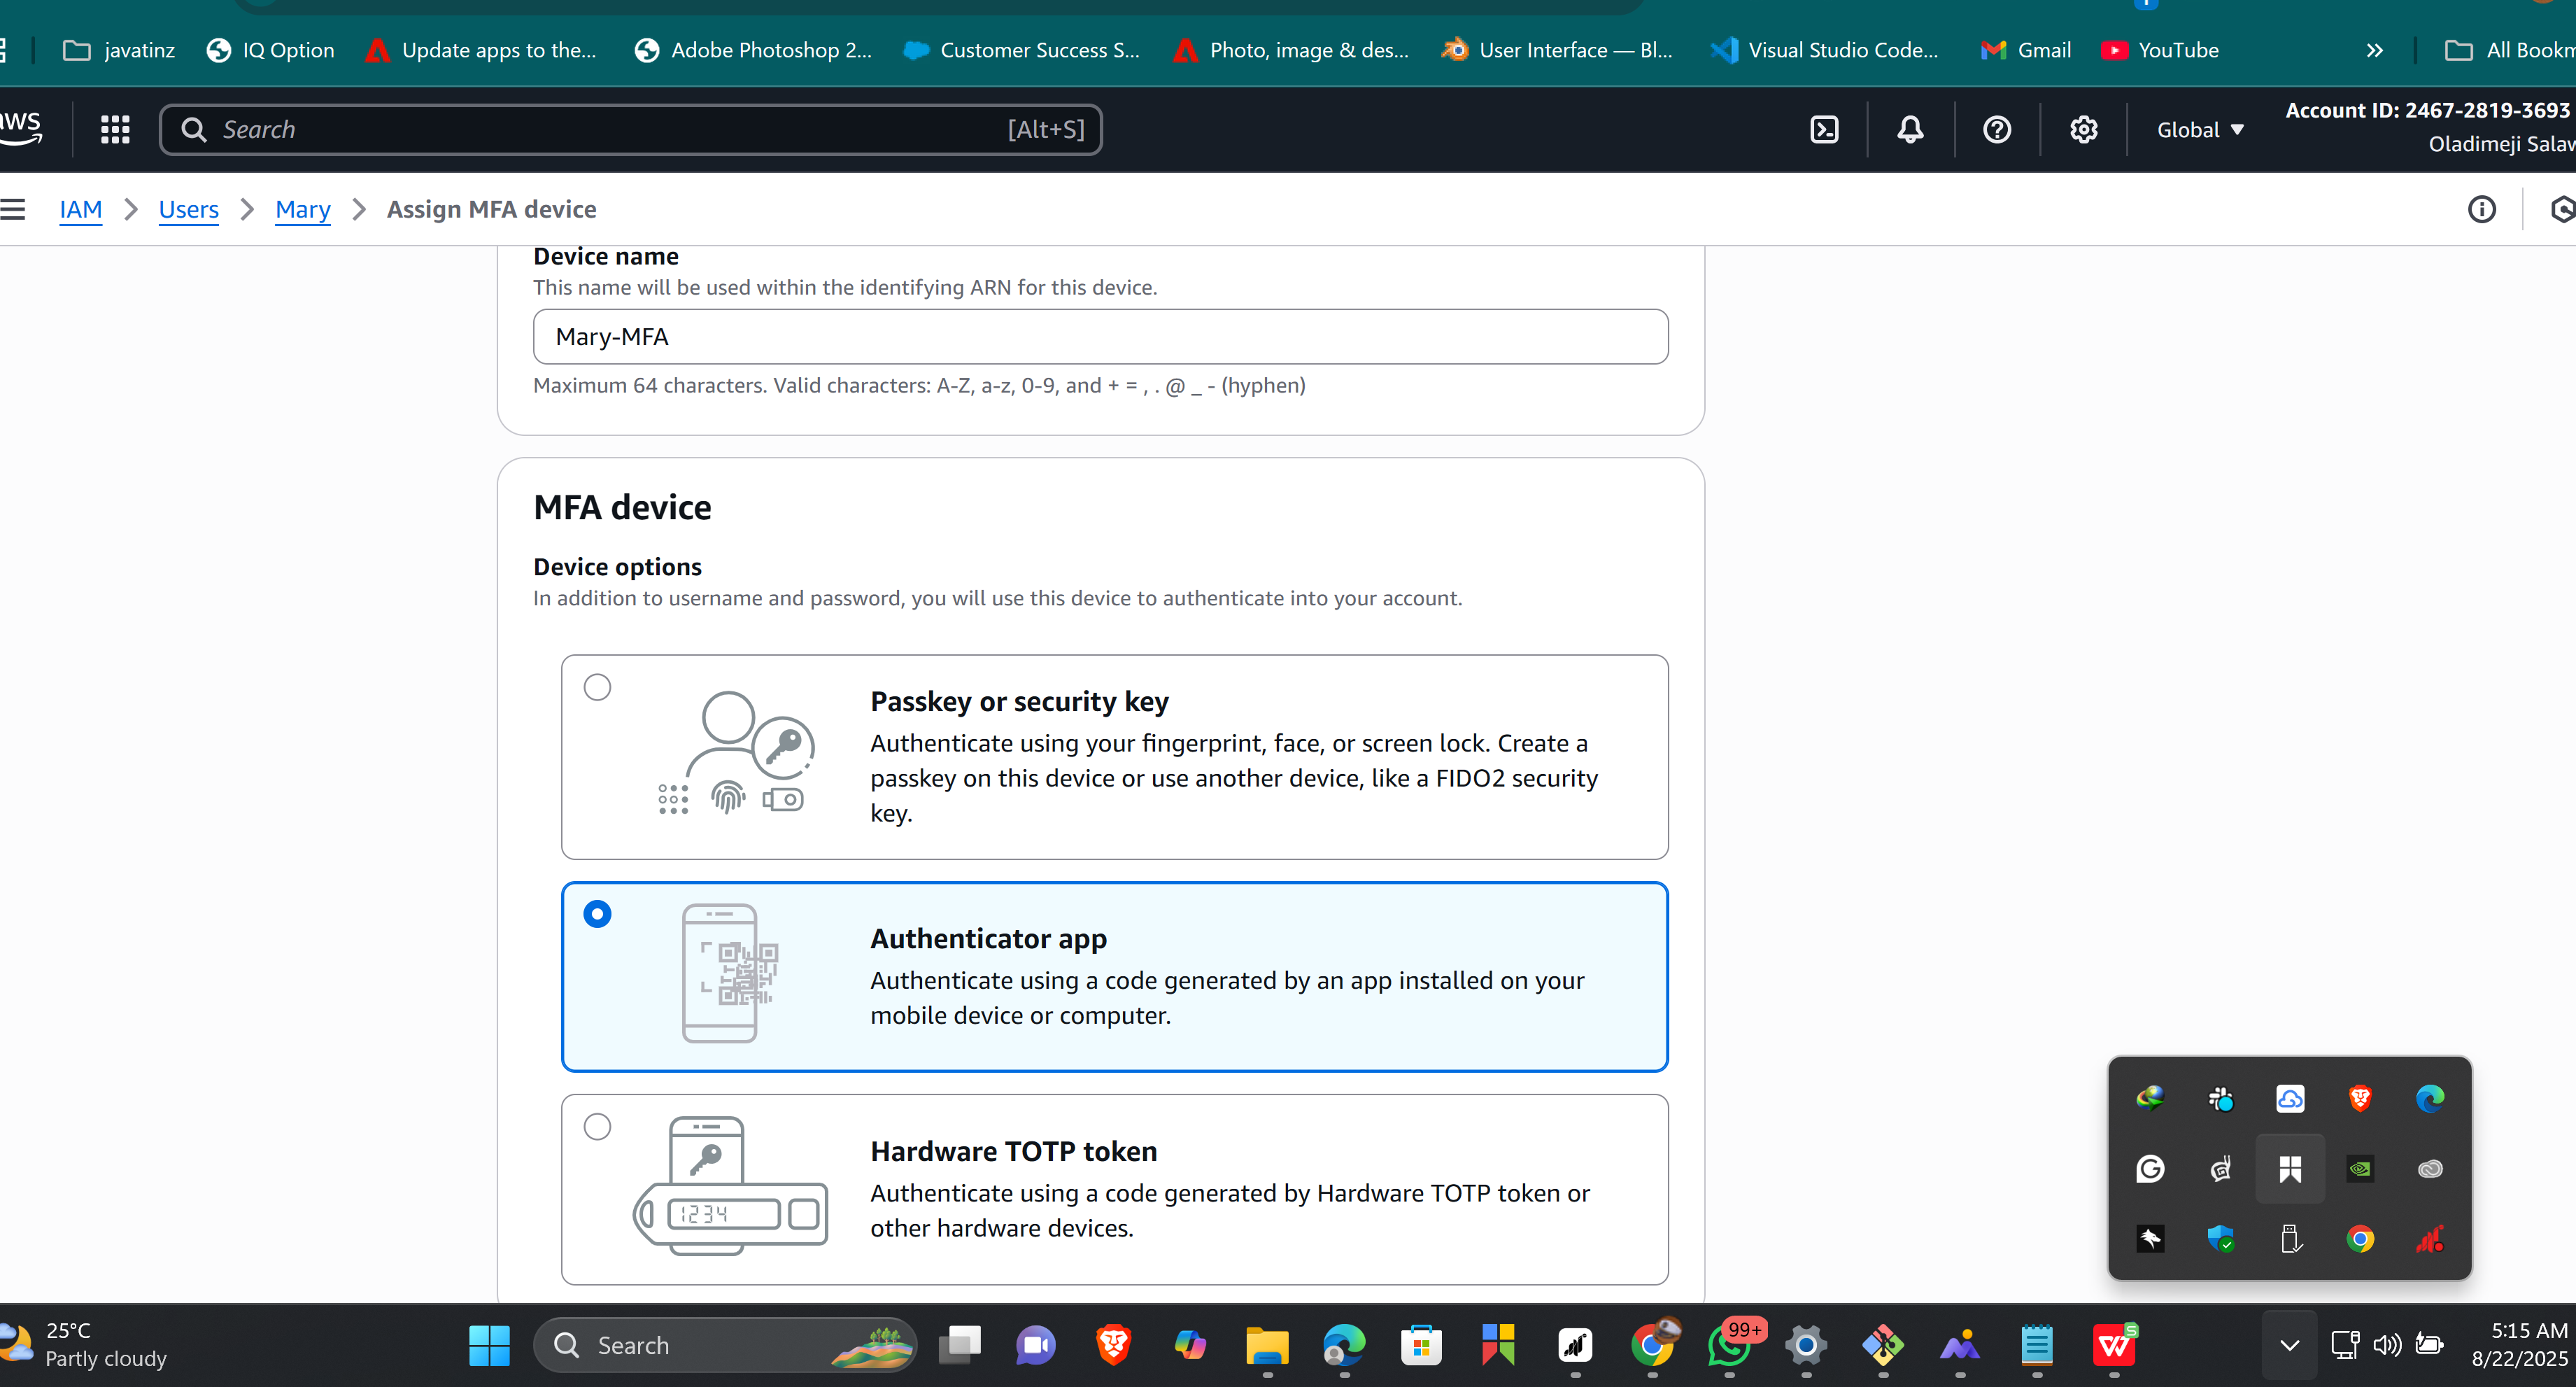 javatinz
IQ Option
Update apps to the...
Adobe Photoshop 2...
Customer Success S...
Photo, image & des...
User Interface — Bl...
Visual Studio Code...
Gmail
YouTube
All Bookm
aws
Search
[Alt+S]
Global
Account ID: 2467-2819-3693
Oladimeji Salaw
IAM
Users
Mary
Assign MFA device
Device name
This name will be used within the identifying ARN for this device.
Mary-MFA
Maximum 64 characters. Valid characters: A-Z, a-z, 0-9, and + = , . @ _ - (hyphen)
MFA device
Device options
In addition to username and password, you will use this device to authenticate into your account.
Passkey or security key
Authenticate using your fingerprint, face, or screen lock. Create a
passkey on this device or use another device, like a FIDO2 security
key.
Authenticator app
Authenticate using a code generated by an app installed on your
mobile device or computer.
Hardware TOTP token
Authenticate using a code generated by Hardware TOTP token or
other hardware devices.
1234
25°C
Partly cloudy
Search
99+
5:15 AM
8/22/2025